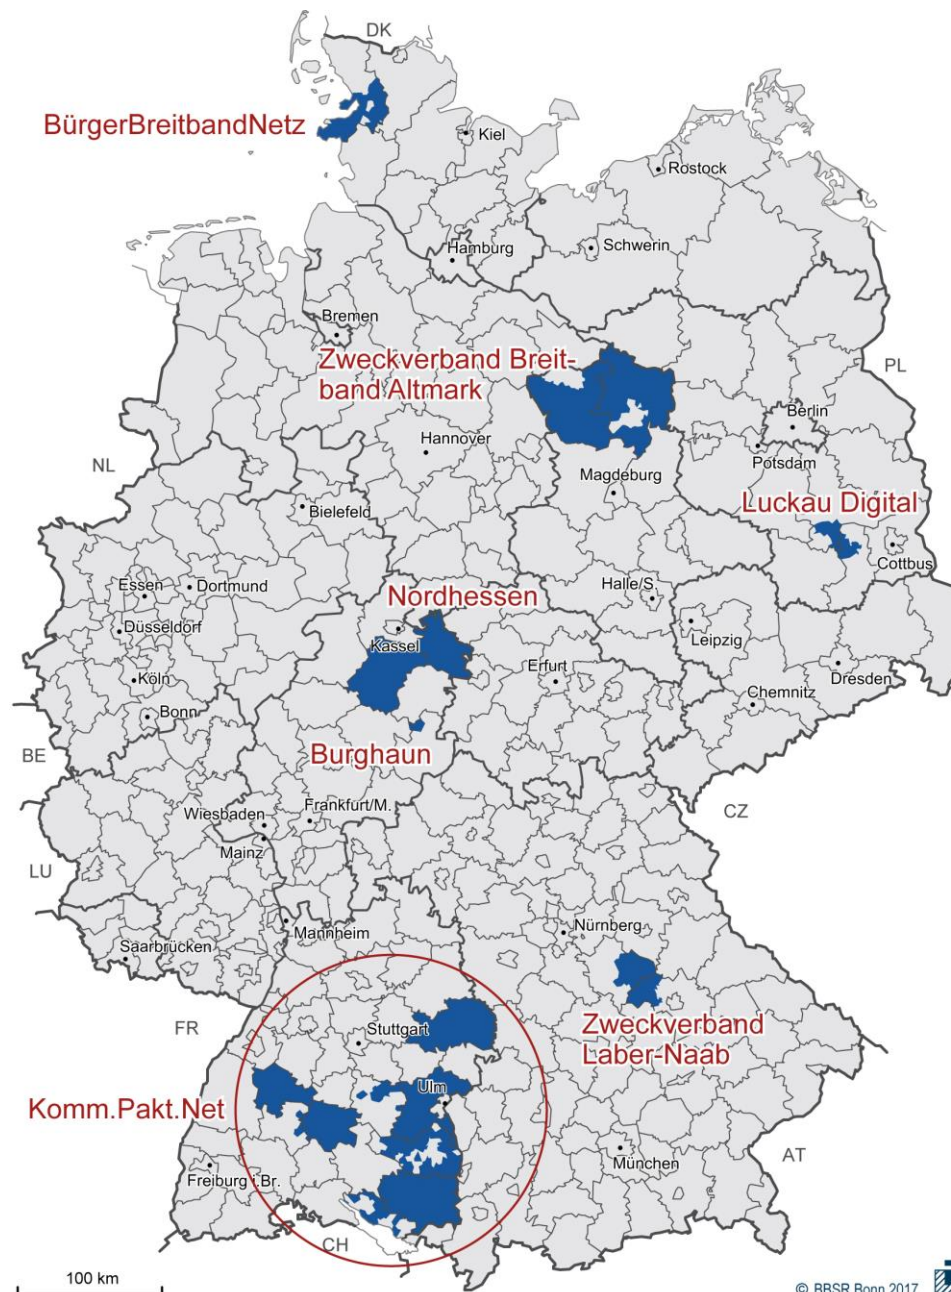 DK
BürgerBreitbandNetz
Kiel
Rostock
Hamburg
Schwerin
Bremen
Zweckverband Breit-
band Altmark
PL
Berlin
Hannover
Potsdam
NL
Magdeburg
Bielefeld
Luckau Digital
Cottbus
Essen
Dortmund
Nordhessen
Halle/S.
Düsseldorf
Kassel
Leipzig
Köln
Erfurt
Dresden
Chemnitz
Bonn
BE
Burghaun
Wiesbaden
Frankfurt/M.
CZ
Mainz
LU
Mannheim
Nürnberg
Saarbrücken
FR
Stuttgart
Zweckverband
Laber-Naab
Ulm
Komm.Pakt.Net
München
AT
Freiburg i.Br.
CH
100 km
© BBSR Bonn 2017